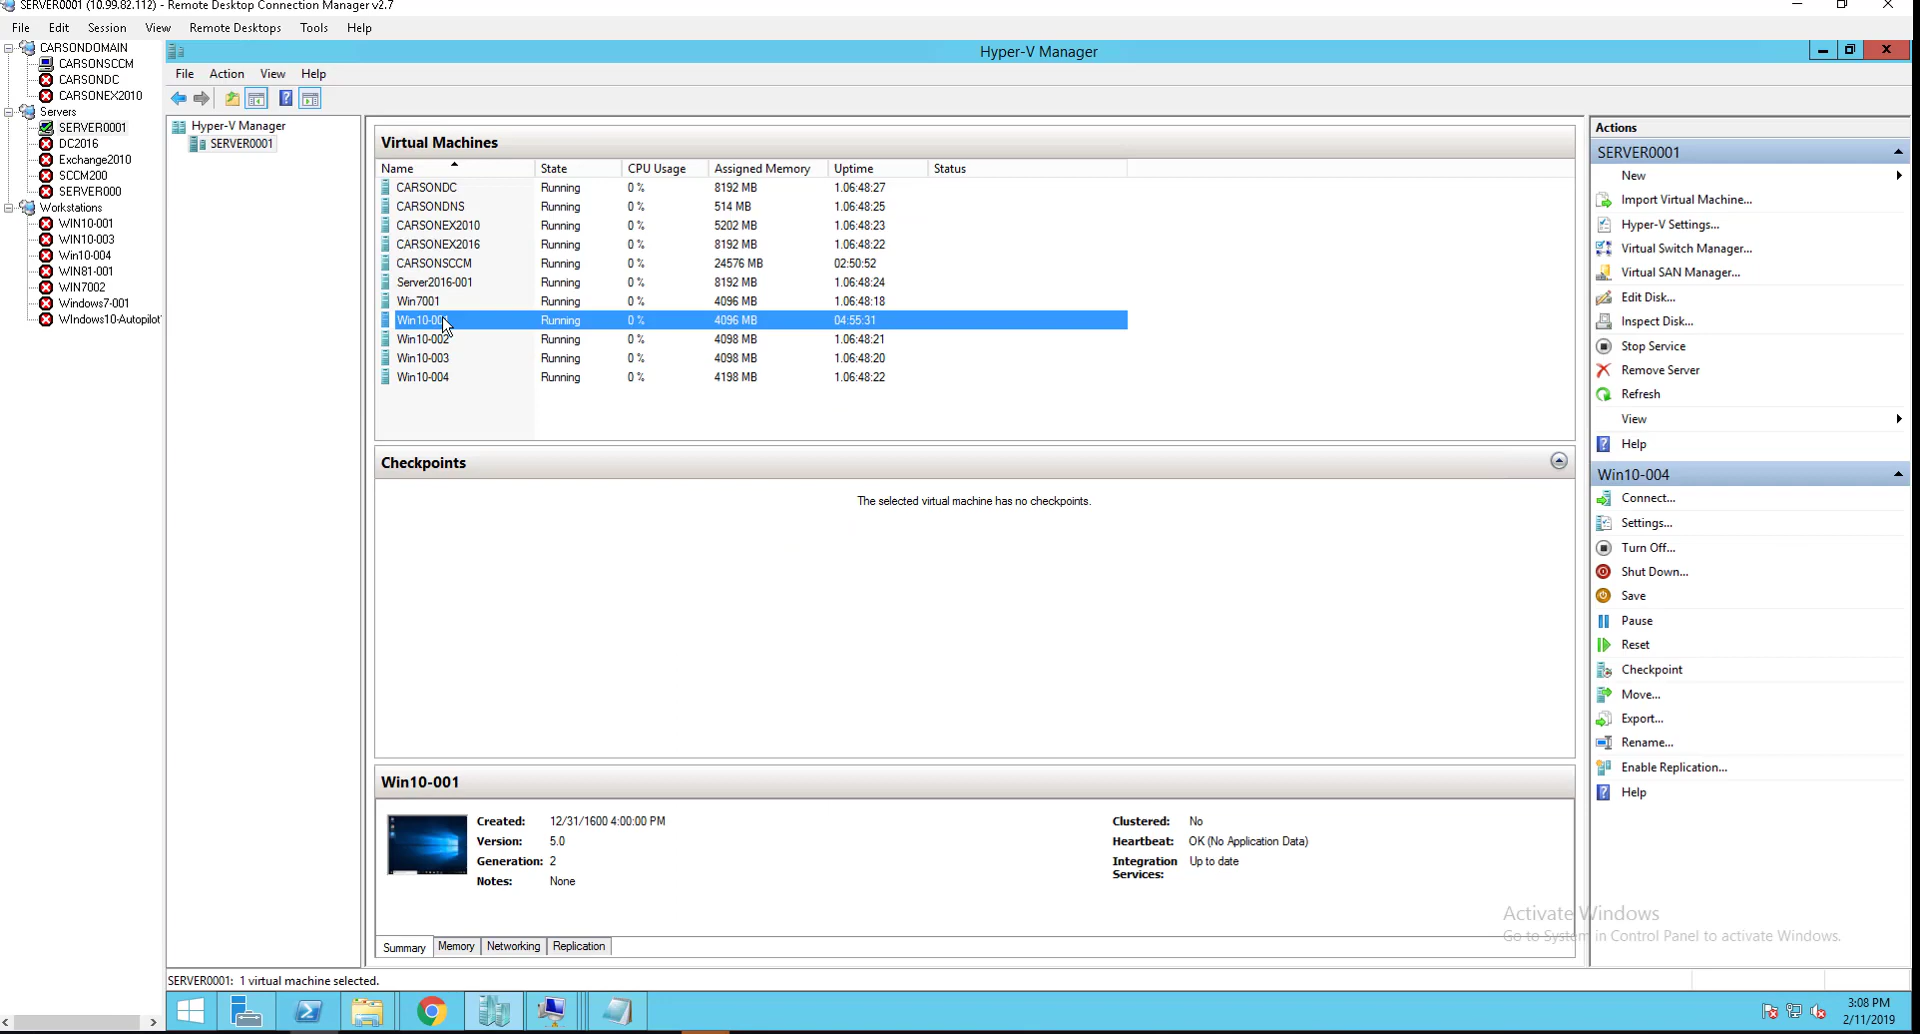 SERVER0001 (10.99.82.112) - Remote Desktop Connection Manager v2.7
File Edit Session View Remote Desktops Tools Help
CARSONDOMAIN
CARSONSCCM
CARSONDC
CARSONEX2010
Servers
SERVER0001
DC2016
Exchange2010
SCCM200
SERVER000
Workstations
WIN10-001
WIN10-003
Win10-004
WIN81-001
WIN7002
Windows7-001
WIndows10-Autopilot
Hyper-V Manager
File Action View Help
Hyper-V Manager
SERVER0001
Virtual Machines
Name State CPU Usage Assigned Memory Uptime Status
CARSONDC Running 0 % 8192 MB 1.06:48:27
CARSONDNS Running 0 % 514 MB 1.06:48:25
CARSONEX2010 Running 0 % 5202 MB 1.06:48:23
CARSONEX2016 Running 0 % 8192 MB 1.06:48:22
CARSONSCCM Running 0 % 24576 MB 02:50:52
Server2016-001 Running 0 % 8192 MB 1.06:48:24
Win7001 Running 0 % 4096 MB 1.06:48:18
Win10-001 Running 0 % 4096 MB 04:55:31
Win10-002 Running 0 % 4098 MB 1.06:48:21
Win10-003 Running 0 % 4098 MB 1.06:48:20
Win10-004 Running 0 % 4198 MB 1.06:48:22
Checkpoints
The selected virtual machine has no checkpoints.
Win10-001
Created: 12/31/1600 4:00:00 PM
Version: 5.0
Generation: 2
Notes: None
Clustered: No
Heartbeat: OK (No Application Data)
Integration Up to date
Services:
Summary Memory Networking Replication
Actions
SERVER0001
New
Import Virtual Machine...
Hyper-V Settings...
Virtual Switch Manager...
Virtual SAN Manager...
Edit Disk...
Inspect Disk...
Stop Service
Remove Server
Refresh
View
Help
Win10-004
Connect...
Settings...
Turn Off...
Shut Down...
Save
Pause
Reset
Checkpoint
Move...
Export...
Rename...
Enable Replication...
Help
Activate Windows
Go to System in Control Panel to activate Windows.
SERVER0001: 1 virtual machine selected.
3:08 PM
2/11/2019